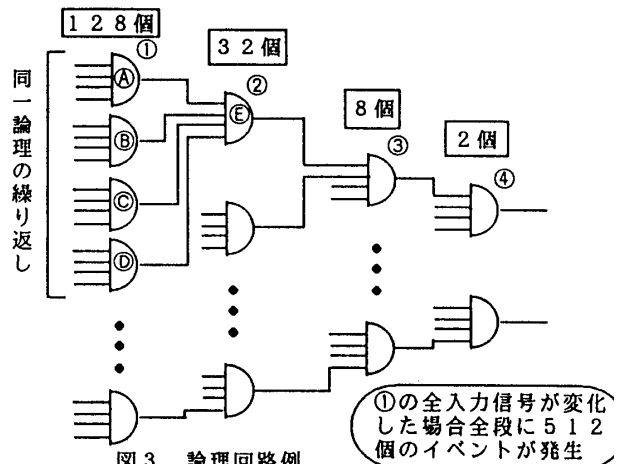 128個
①
32個
②
8個
③
2個
④
同一論理の繰り返し
Ⓐ
Ⓑ
Ⓒ
Ⓓ
Ⓔ
①の全入力信号が変化
した場合全段に512
個のイベントが発生
図3 論理回路例